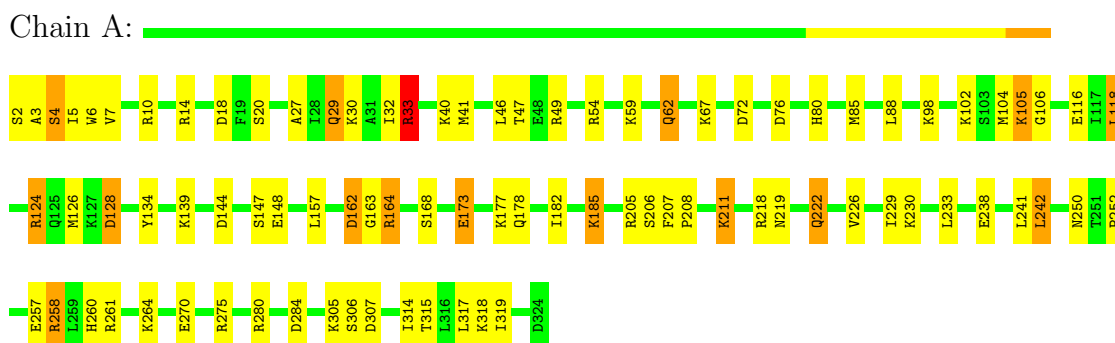 Chain A:
S2 A3 S4 I5 W6 V7 R10 R14 D18 F19 S20 A27 I28 Q29 K30 A31 I32 R33 K40 M41 L46 T47 E48 R49 R54 K59 Q62 K67 D72 D76 H80 M85 L88 K98 K102 S103 M104 K105 G106 E116 I117 L118
R124 Q125 M126 K127 D128 Y134 K139 D144 S147 E148 L157 D162 G163 R164 S168 E173 K177 Q178 I182 K185 R205 S206 F207 P208 K211 R218 N219 Q222 V226 I229 K230 L233 E238 L241 L242 N250 T251
E257 R258 L259 H260 R261 K264 E270 R275 R280 D284 K305 S306 D307 I314 T315 L316 L317 K318 I319 D324